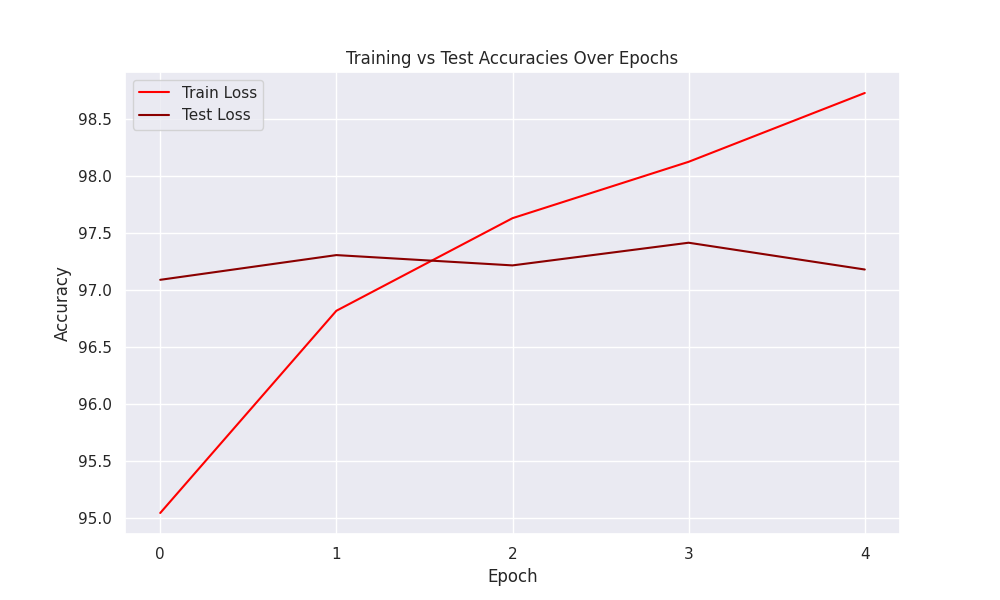 Training vs Test Accuracies Over Epochs
Train Loss
Test Loss
98.5
98.0
97.5
97.0
96.5
96.0
95.5
95.0
Accuracy
0 1 2 3 4
Epoch